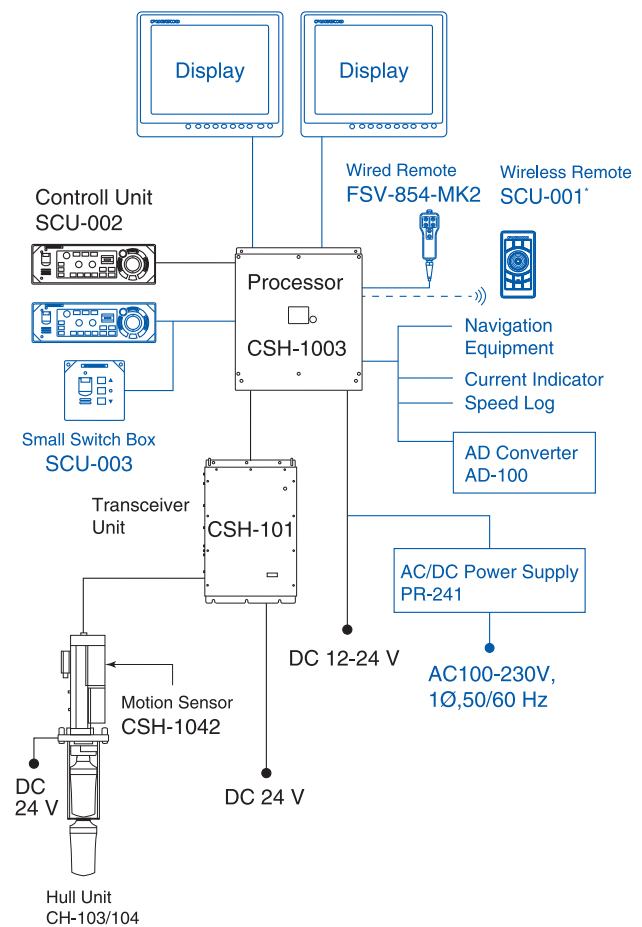 Display
Display
Wired Remote
FSV-854-MK2
Wireless Remote
SCU-001*
Controll Unit
SCU-002
Processor
CSH-1003
Navigation
Equipment
Current Indicator
Speed Log
AD Converter
AD-100
Small Switch Box
SCU-003
Transceiver
Unit
CSH-101
AC/DC Power Supply
PR-241
DC 12-24 V
AC100-230V,
1Ø,50/60 Hz
Motion Sensor
CSH-1042
DC
24 V
DC 24 V
Hull Unit
CH-103/104